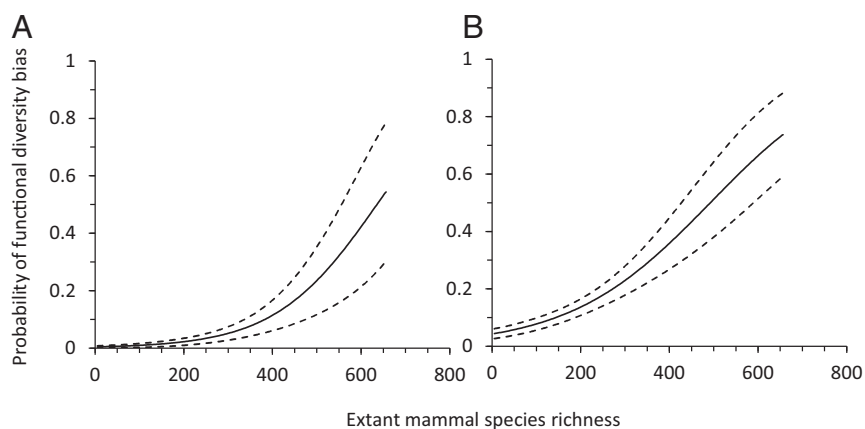 A
B
Probability of functional diversity bias
1
0.8
0.6
0.4
0.2
0
0 200 400 600 800
1
0.8
0.6
0.4
0.2
0
0 200 400 600 800
Extant mammal species richness